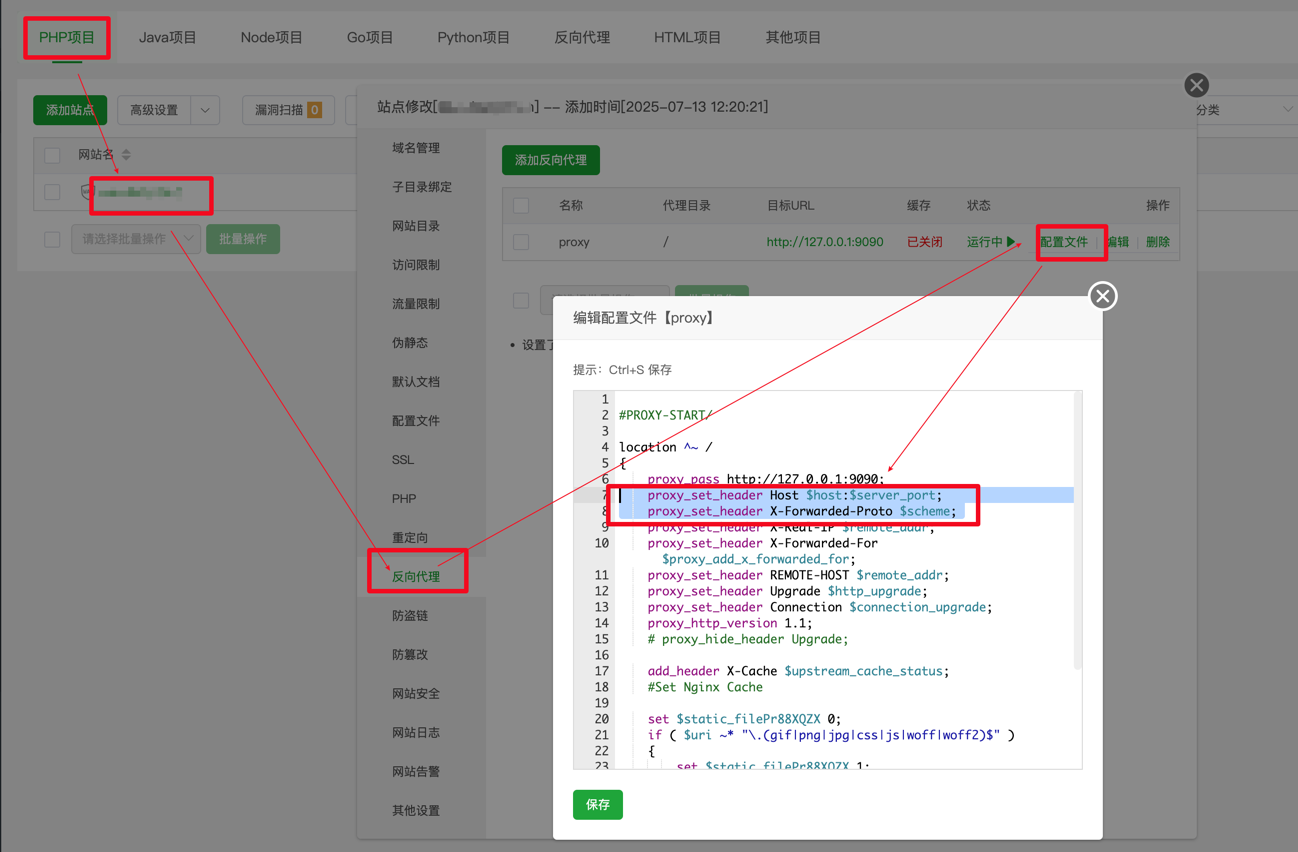 PHP项目 Java项目 Node项目 Go项目 Python项目 反向代理 HTML项目 其他项目
添加站点 高级设置 漏洞扫描 0 分类
网站名
请选择批量操作 批量操作
站点修改[ ] -- 添加时间[2025-07-13 12:20:21]
域名管理
子目录绑定
网站目录
访问限制
流量限制
伪静态
默认文档
配置文件
SSL
PHP
重定向
反向代理
防盗链
防篡改
网站安全
网站日志
网站告警
其他设置
添加反向代理
名称 代理目录 目标URL 缓存 状态 操作
proxy / http://127.0.0.1:9090 已关闭 运行中 配置文件 编辑 删除
设置了
编辑配置文件【proxy】
提示：Ctrl+S 保存
1
2 #PROXY-START/
3
4 location ^~ /
5 {
6 proxy_pass http://127.0.0.1:9090;
7 proxy_set_header Host $host:$server_port;
8 proxy_set_header X-Forwarded-Proto $scheme;
9 proxy_set_header X-Real-IP $remote_addr;
10 proxy_set_header X-Forwarded-For
$proxy_add_x_forwarded_for;
11 proxy_set_header REMOTE-HOST $remote_addr;
12 proxy_set_header Upgrade $http_upgrade;
13 proxy_set_header Connection $connection_upgrade;
14 proxy_http_version 1.1;
15 # proxy_hide_header Upgrade;
16
17 add_header X-Cache $upstream_cache_status;
18 #Set Nginx Cache
19
20 set $static_filePr88XQZX 0;
21 if ( $uri ~* "\.(gif|png|jpg|css|js|woff|woff2)$" )
22 {
23 set $static_filePr88XQZX 1;
保存